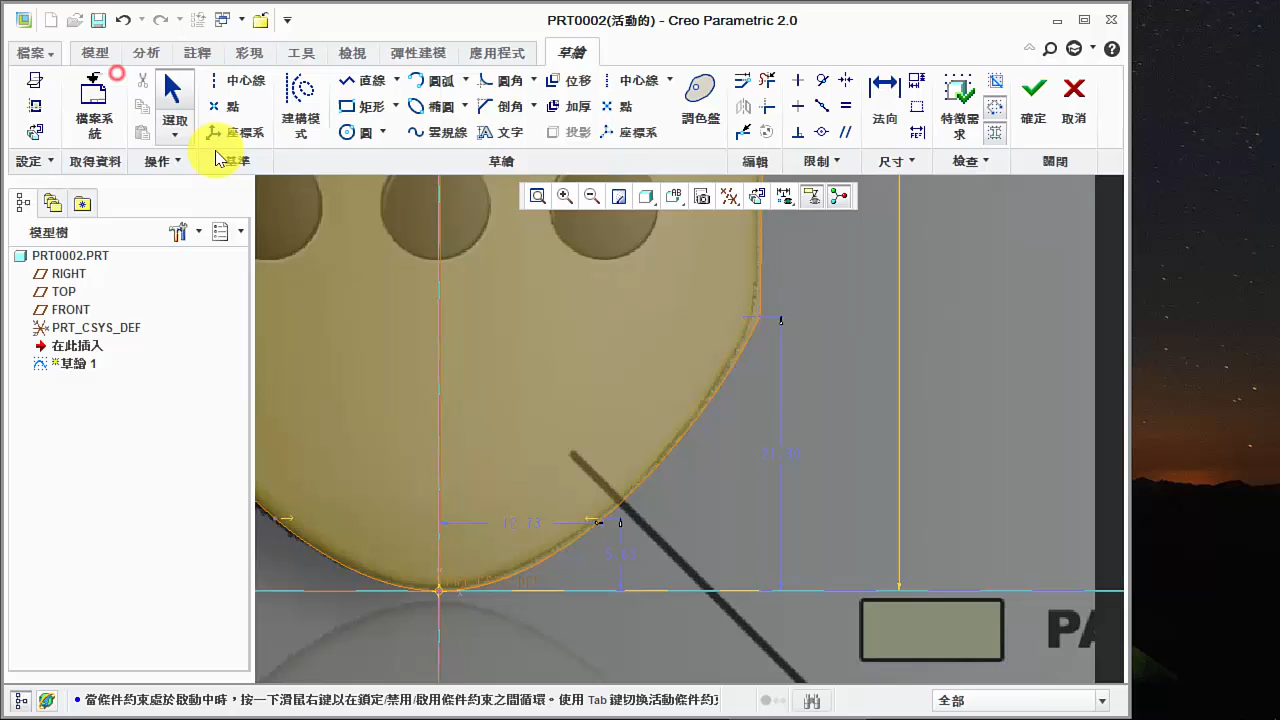 PRT0002(活動的) - Creo Parametric 2.0
檔案 模型 分析 註釋 彩現 工具 檢視 彈性建模 應用程式 草繪
檔案系統
選取
中心線
點
座標系
建構模式
直線 圓弧 圓角 位移 中心線
矩形 橢圓 倒角 加厚 點
圓 雲規線 文字 投影 座標系
調色盤
法向
特徵需求
確定
取消
設定 取得資料 操作 基準 草繪 編輯 限制 尺寸 檢查 關閉
模型樹
PRT0002.PRT
RIGHT
TOP
FRONT
PRT_CSYS_DEF
在此插入
草繪 1
12.73
PA
當條件約束處於啟動中時，按一下滑鼠右鍵以在鎖定/禁用/啟用條件約束之間循環。使用 Tab 鍵切換活動條件約
全部